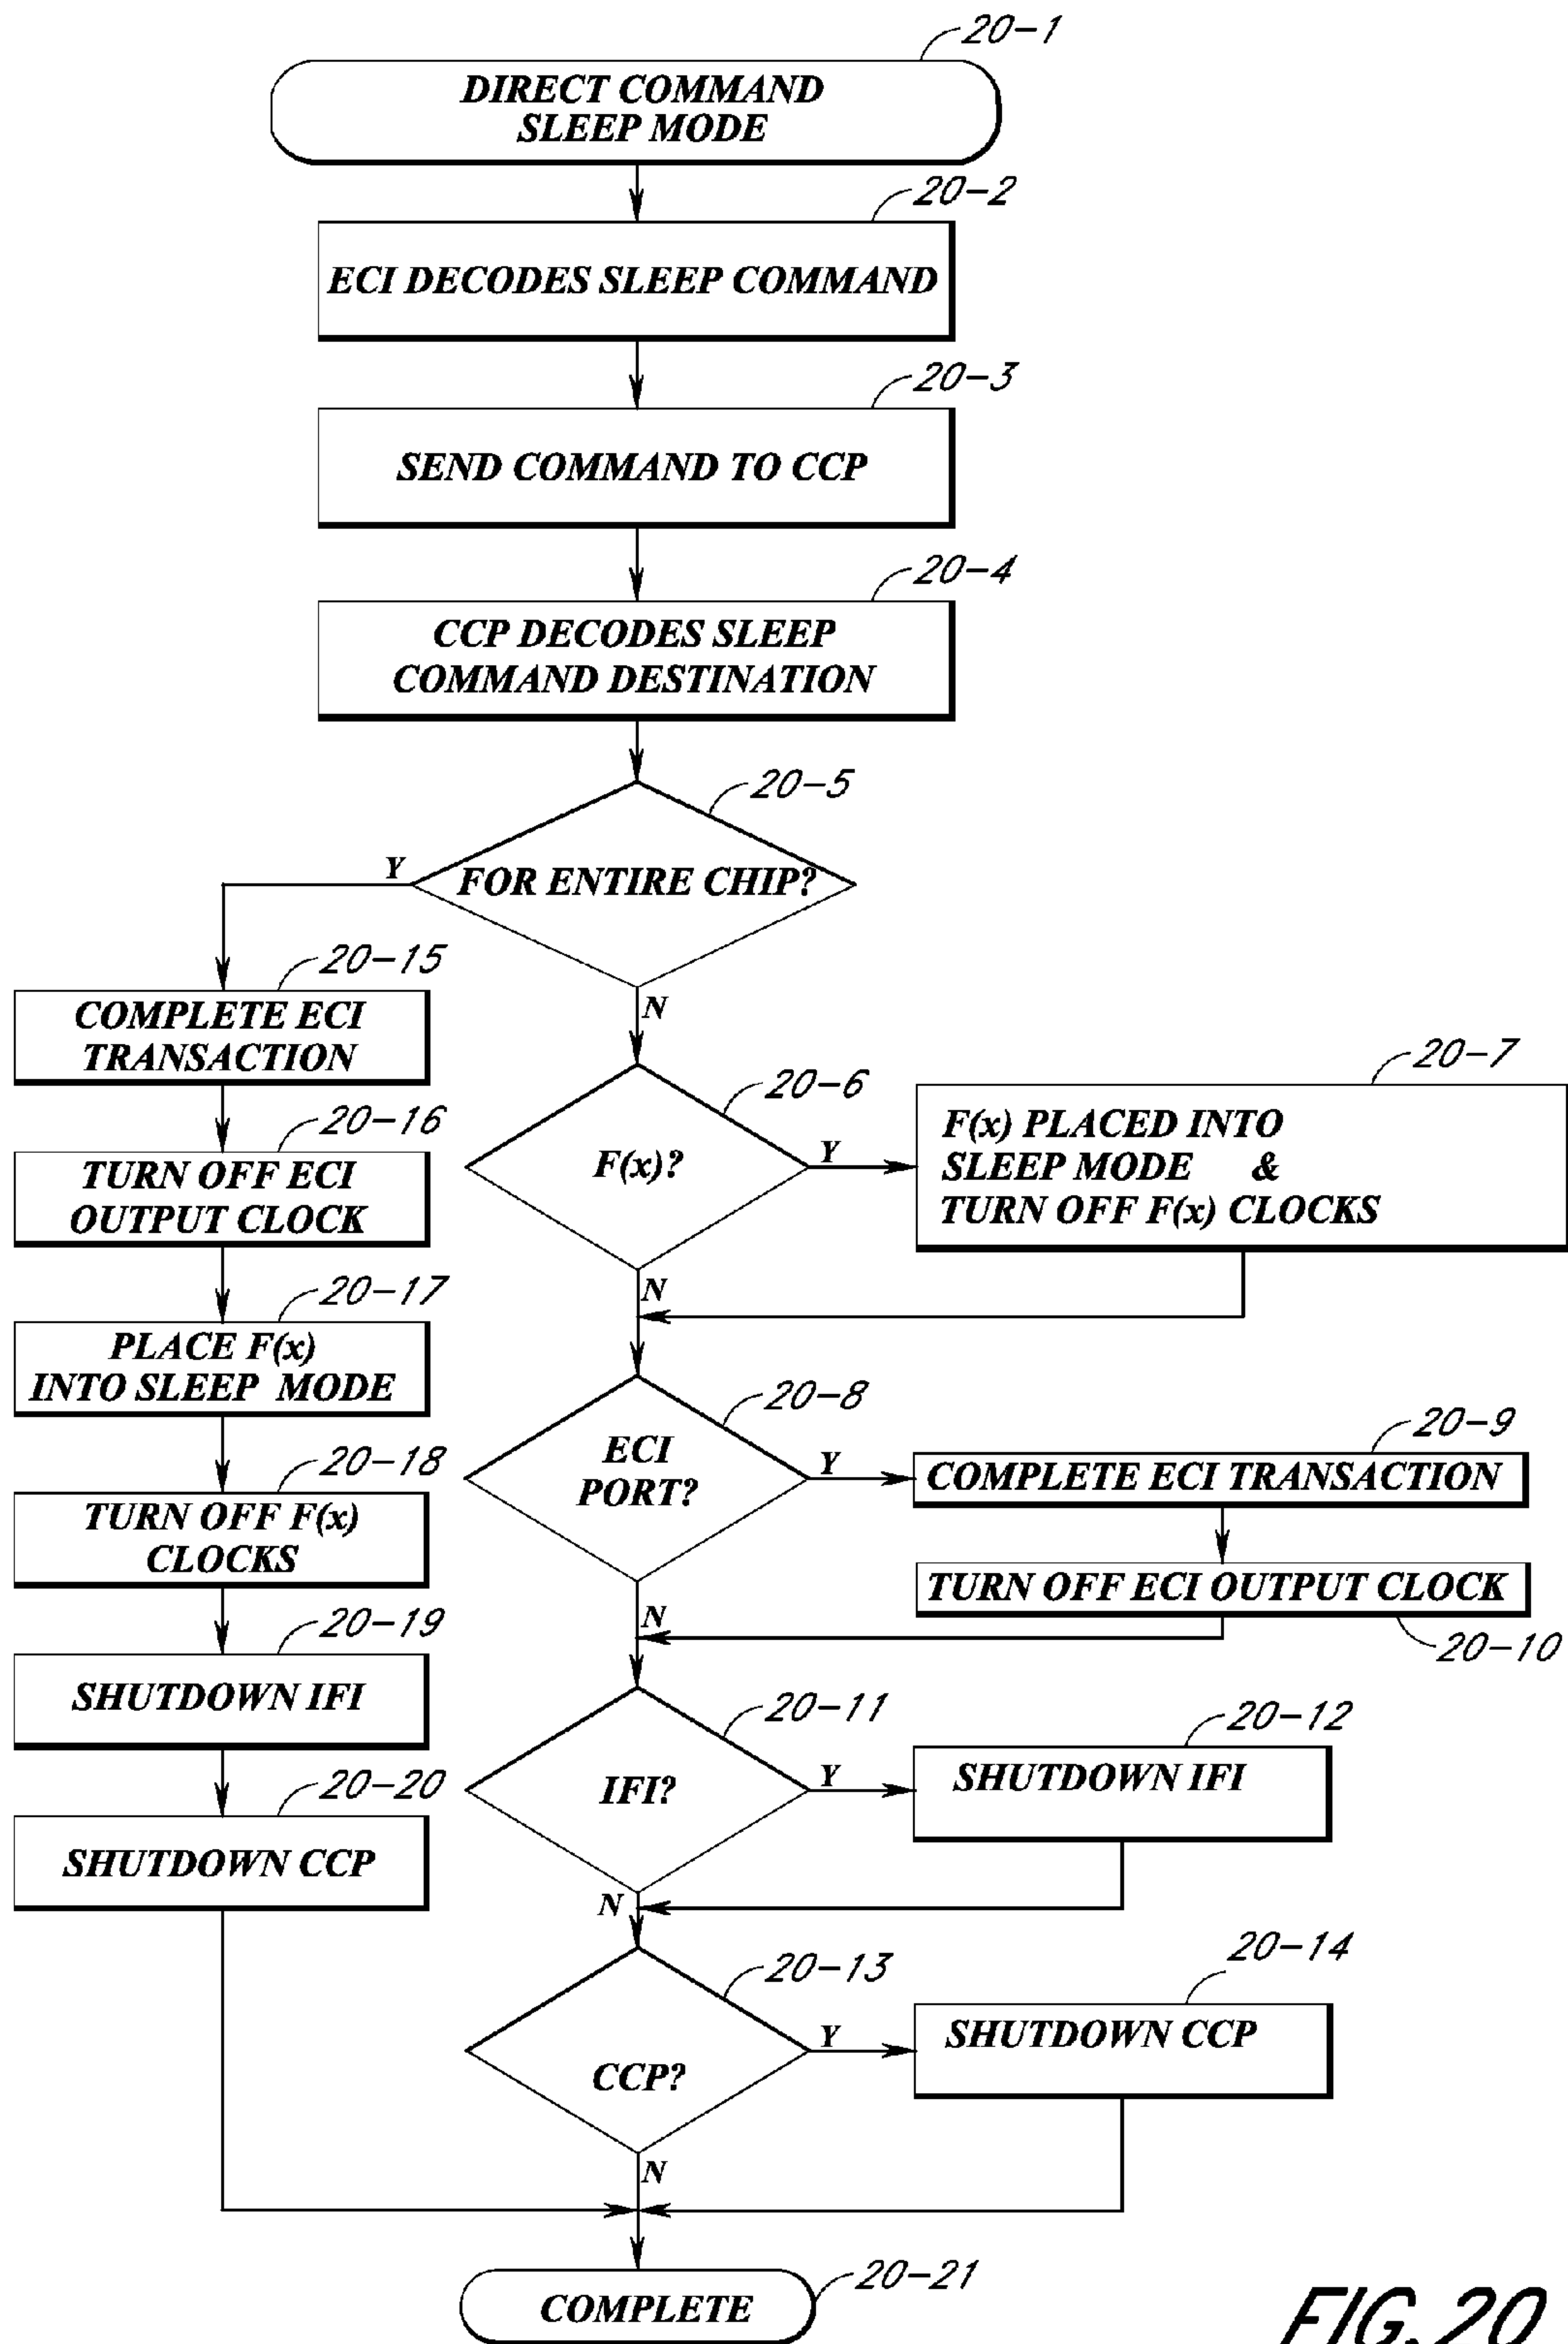 20-1
DIRECT COMMAND
SLEEP MODE
20-2
ECI DECODES SLEEP COMMAND
20-3
SEND COMMAND TO CCP
20-4
CCP DECODES SLEEP
COMMAND DESTINATION
20-5
Y
FOR ENTIRE CHIP?
N
20-15
COMPLETE ECI
TRANSACTION
20-16
TURN OFF ECI
OUTPUT CLOCK
20-17
PLACE F(x)
INTO SLEEP MODE
20-18
TURN OFF F(x)
CLOCKS
20-19
SHUTDOWN IFI
20-20
SHUTDOWN CCP
20-6
F(x)?
Y
N
20-7
F(x) PLACED INTO
SLEEP MODE &
TURN OFF F(x) CLOCKS
20-8
ECI
PORT?
Y
N
20-9
COMPLETE ECI TRANSACTION
TURN OFF ECI OUTPUT CLOCK
20-10
20-11
IFI?
Y
N
20-12
SHUTDOWN IFI
20-13
CCP?
Y
N
20-14
SHUTDOWN CCP
20-21
COMPLETE
FIG.20